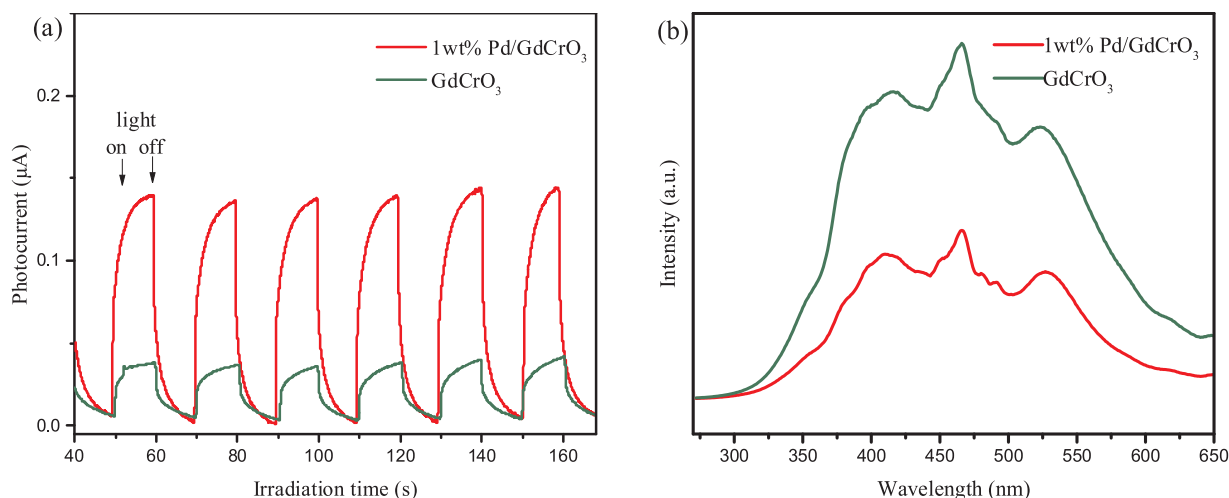 (a)
1wt% Pd/GdCrO₃
GdCrO₃
light
on off
Photocurrent (μA)
0.2
0.1
0.0
40 60 80 100 120 140 160
Irradiation time (s)
(b)
1wt% Pd/GdCrO₃
GdCrO₃
Intensity (a.u.)
300 350 400 450 500 550 600 650
Wavelength (nm)